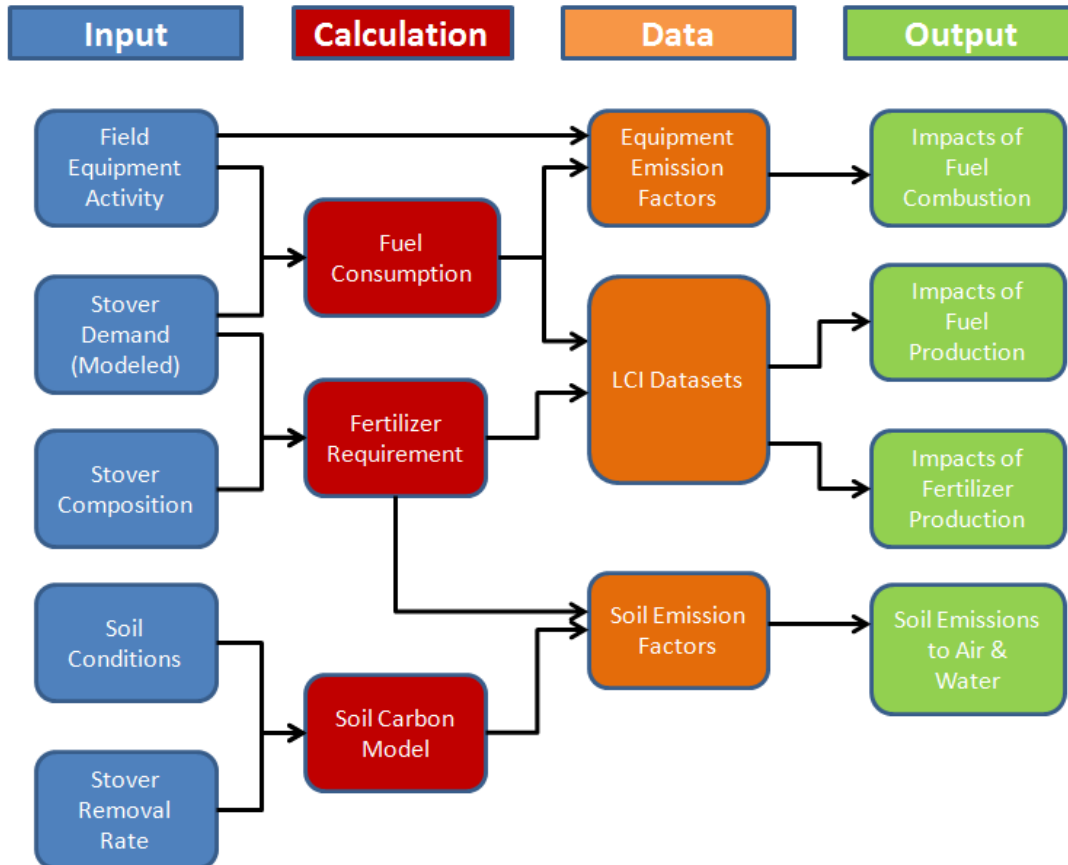 Input
Calculation
Data
Output
Field
Equipment
Activity
Stover
Demand
(Modeled)
Stover
Composition
Soil
Conditions
Stover
Removal
Rate
Fuel
Consumption
Fertilizer
Requirement
Soil Carbon
Model
Equipment
Emission
Factors
LCI Datasets
Soil Emission
Factors
Impacts of
Fuel
Combustion
Impacts of
Fuel
Production
Impacts of
Fertilizer
Production
Soil Emissions
to Air &
Water